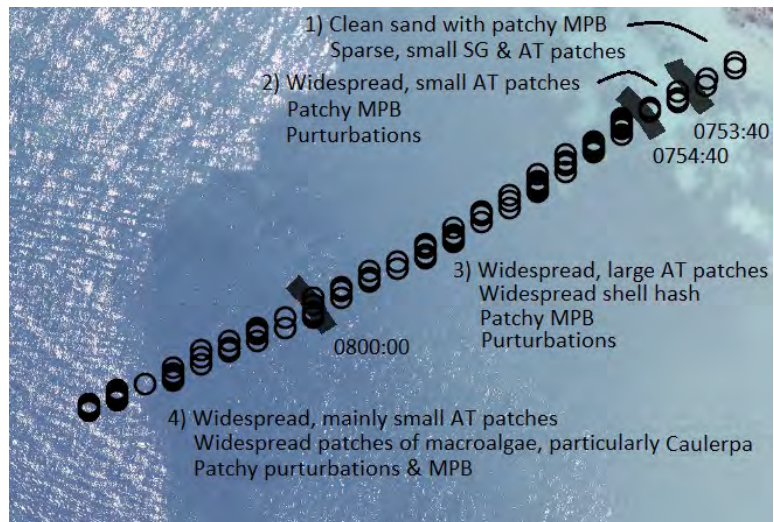 1) Clean sand with patchy MPB
Sparse, small SG & AT patches
2) Widespread, small AT patches
Patchy MPB
Purturbations
0753:40
0754:40
3) Widespread, large AT patches
Widespread shell hash
Patchy MPB
Purturbations
0800:00
4) Widespread, mainly small AT patches
Widespread patches of macroalgae, particularly Caulerpa
Patchy purturbations & MPB